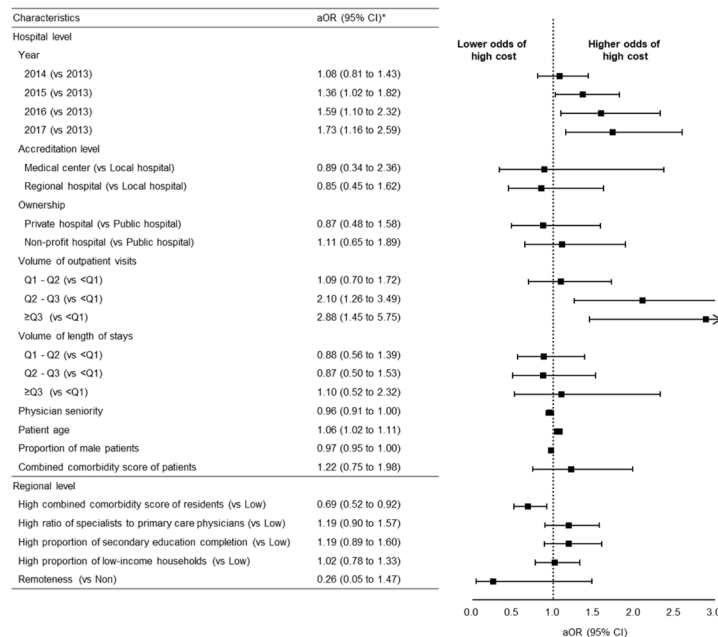 Characteristics aOR (95% CI)*
Hospital level
Lower odds of high cost
Higher odds of high cost
Year
2014 (vs 2013) 1.08 (0.81 to 1.43)
2015 (vs 2013) 1.36 (1.02 to 1.82)
2016 (vs 2013) 1.59 (1.10 to 2.32)
2017 (vs 2013) 1.73 (1.16 to 2.59)
Accreditation level
Medical center (vs Local hospital) 0.89 (0.34 to 2.36)
Regional hospital (vs Local hospital) 0.85 (0.45 to 1.62)
Ownership
Private hospital (vs Public hospital) 0.87 (0.48 to 1.58)
Non-profit hospital (vs Public hospital) 1.11 (0.65 to 1.89)
Volume of outpatient visits
Q1 - Q2 (vs <Q1) 1.09 (0.70 to 1.72)
Q2 - Q3 (vs <Q1) 2.10 (1.26 to 3.49)
≥Q3 (vs <Q1) 2.88 (1.45 to 5.75)
Volume of length of stays
Q1 - Q2 (vs <Q1) 0.88 (0.56 to 1.39)
Q2 - Q3 (vs <Q1) 0.87 (0.50 to 1.53)
≥Q3 (vs <Q1) 1.10 (0.52 to 2.32)
Physician seniority 0.96 (0.91 to 1.00)
Patient age 1.06 (1.02 to 1.11)
Proportion of male patients 0.97 (0.95 to 1.00)
Combined comorbidity score of patients 1.22 (0.75 to 1.98)
Regional level
High combined comorbidity score of residents (vs Low) 0.69 (0.52 to 0.92)
High ratio of specialists to primary care physicians (vs Low) 1.19 (0.90 to 1.57)
High proportion of secondary education completion (vs Low) 1.19 (0.89 to 1.60)
High proportion of low-income households (vs Low) 1.02 (0.78 to 1.33)
Remoteness (vs Non) 0.26 (0.05 to 1.47)
0.0 0.5 1.0 1.5 2.0 2.5 3.0
aOR (95% CI)